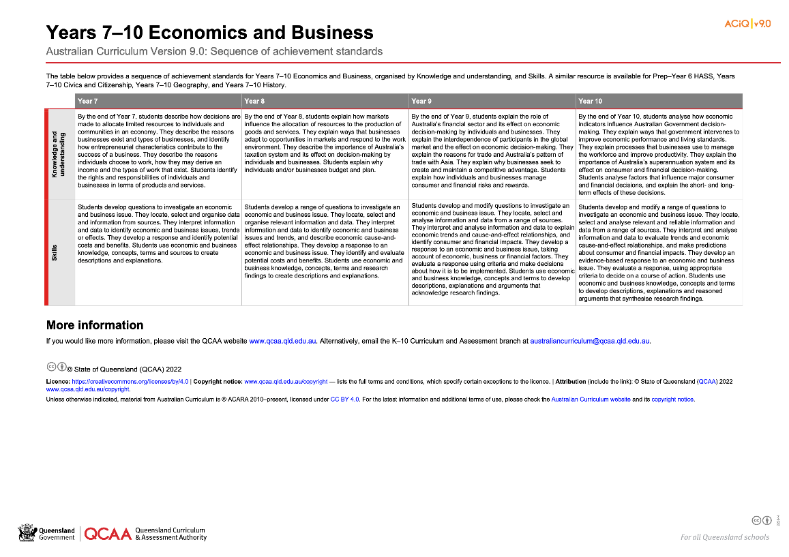 ACiQ v9.0
Years 7–10 Economics and Business
Australian Curriculum Version 9.0: Sequence of achievement standards
The table below provides a sequence of achievement standards for Years 7–10 Economics and Business, organised by Knowledge and understanding, and Skills. A similar resource is available for Prep–Year 6 HASS, Years
7–10 Civics and Citizenship, Years 7–10 Geography, and Years 7–10 History.
Year 7
Year 8
Year 9
Year 10
Knowledge and
understanding
By the end of Year 7, students describe how decisions are
made to allocate limited resources to individuals and
communities in an economy. They describe the reasons
businesses exist and types of businesses, and identify
how entrepreneurial characteristics contribute to the
success of a business. They describe the reasons
individuals choose to work, how they may derive an
income and the types of work that exist. Students identify
the rights and responsibilities of individuals and
businesses in terms of products and services.
By the end of Year 8, students explain how markets
influence the allocation of resources to the production of
goods and services. They explain ways that businesses
adapt to opportunities in markets and respond to the work
environment. They describe the importance of Australia's
taxation system and its effect on decision-making by
individuals and businesses. Students explain why
individuals and/or businesses budget and plan.
By the end of Year 9, students explain the role of
Australia's financial sector and its effect on economic
decision-making by individuals and businesses. They
explain the interdependence of participants in the global
market and the effect on economic decision-making. They
explain the reasons for trade and Australia's pattern of
trade with Asia. They explain why businesses seek to
create and maintain a competitive advantage. Students
explain how individuals and businesses manage
consumer and financial risks and rewards.
By the end of Year 10, students analyse how economic
indicators influence Australian Government decision-
making. They explain ways that government intervenes to
improve economic performance and living standards.
They explain processes that businesses use to manage
the workforce and improve productivity. They explain the
importance of Australia's superannuation system and its
effect on consumer and financial decision-making.
Students analyse factors that influence major consumer
and financial decisions, and explain the short- and long-
term effects of these decisions.
Skills
Students develop questions to investigate an economic
and business issue. They locate, select and organise data
and information from sources. They interpret information
and data to identify economic and business issues, trends
or effects. They develop a response and identify potential
costs and benefits. Students use economic and business
knowledge, concepts, terms and sources to create
descriptions and explanations.
Students develop a range of questions to investigate an
economic and business issue. They locate, select and
organise relevant information and data. They interpret
information and data to identify economic and business
issues and trends, and describe economic cause-and-
effect relationships. They develop a response to an
economic and business issue. They identify and evaluate
potential costs and benefits. Students use economic and
business knowledge, concepts, terms and research
findings to create descriptions and explanations.
Students develop and modify questions to investigate an
economic and business issue. They locate, select and
analyse information and data from a range of sources.
They interpret and analyse information and data to explain
economic trends and cause-and-effect relationships, and
identify consumer and financial impacts. They develop a
response to an economic and business issue, taking
account of economic, business or financial factors. They
evaluate a response using criteria and make decisions
about how it is to be implemented. Students use economic
and business knowledge, concepts and terms to develop
descriptions, explanations and arguments that
acknowledge research findings.
Students develop and modify a range of questions to
investigate an economic and business issue. They locate,
select and analyse relevant and reliable information and
data from a range of sources. They interpret and analyse
information and data to evaluate trends and economic
cause-and-effect relationships, and make predictions
about consumer and financial impacts. They develop an
evidence-based response to an economic and business
issue. They evaluate a response, using appropriate
criteria to decide on a course of action. Students use
economic and business knowledge, concepts and terms
to develop descriptions, explanations and reasoned
arguments that synthesise research findings.
More information
If you would like more information, please visit the QCAA website www.qcaa.qld.edu.au. Alternatively, email the K–10 Curriculum and Assessment branch at australiancurriculum@qcaa.qld.edu.au.
© State of Queensland (QCAA) 2022
Licence: https://creativecommons.org/licenses/by/4.0 | Copyright notice: www.qcaa.qld.edu.au/copyright — lists the full terms and conditions, which specify certain exceptions to the licence. | Attribution (include the link): © State of Queensland (QCAA) 2022
www.qcaa.qld.edu.au/copyright.
Unless otherwise indicated, material from Australian Curriculum is © ACARA 2010–present, licensed under CC BY 4.0. For the latest information and additional terms of use, please check the Australian Curriculum website and its copyright notice.
Queensland
Government
QCAA
Queensland Curriculum
& Assessment Authority
For all Queensland schools